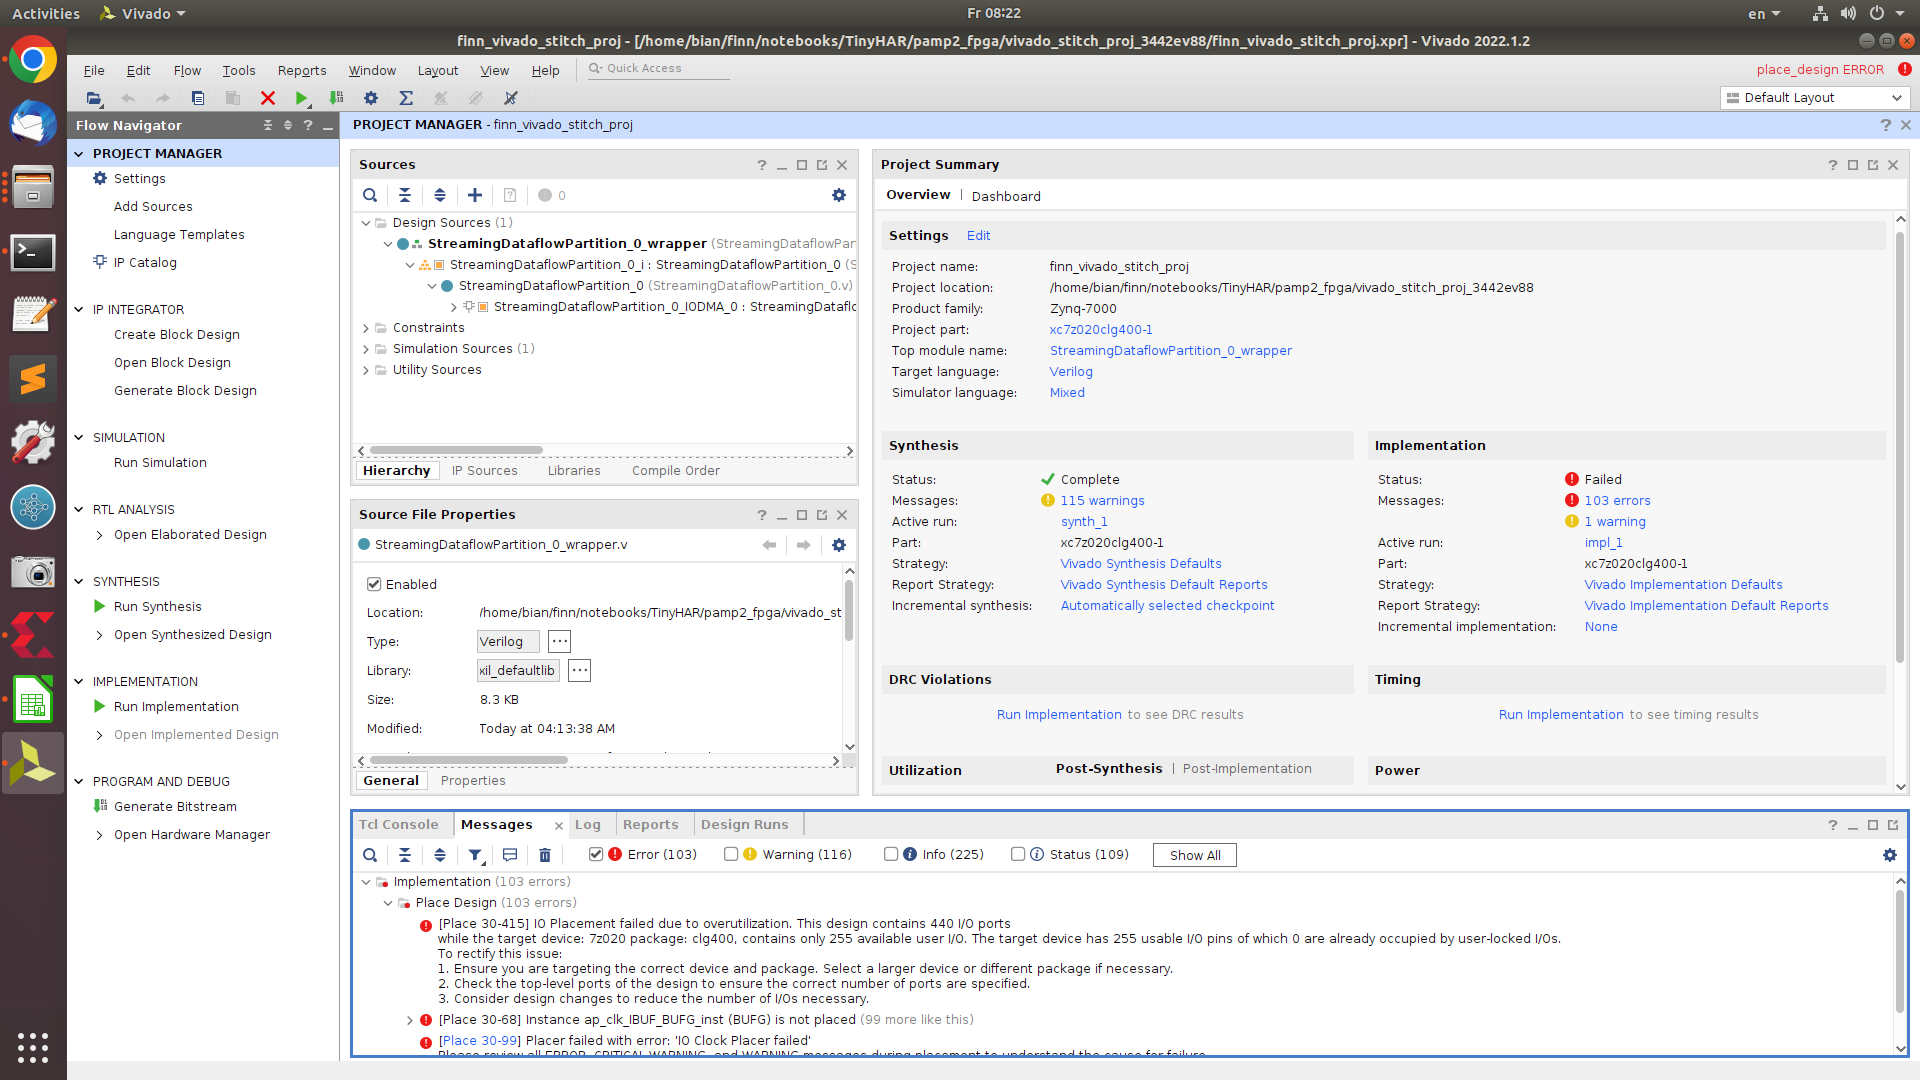 Activities
Vivado
Fr 08:22
en
finn_vivado_stitch_proj - [/home/bian/finn/notebooks/TinyHAR/pamp2_fpga/vivado_stitch_proj_3442ev88/finn_vivado_stitch_proj.xpr] - Vivado 2022.1.2
File Edit Flow Tools Reports Window Layout View Help
Quick Access
place_design ERROR
Default Layout
Flow Navigator
PROJECT MANAGER
Settings
Add Sources
Language Templates
IP Catalog
IP INTEGRATOR
Create Block Design
Open Block Design
Generate Block Design
SIMULATION
Run Simulation
RTL ANALYSIS
Open Elaborated Design
SYNTHESIS
Run Synthesis
Open Synthesized Design
IMPLEMENTATION
Run Implementation
Open Implemented Design
PROGRAM AND DEBUG
Generate Bitstream
Open Hardware Manager
PROJECT MANAGER - finn_vivado_stitch_proj
Sources
0
Design Sources (1)
StreamingDataflowPartition_0_wrapper (StreamingDataflowPar
StreamingDataflowPartition_0_i : StreamingDataflowPartition_0 (S
StreamingDataflowPartition_0 (StreamingDataflowPartition_0.v)
StreamingDataflowPartition_0_IODMA_0 : StreamingDataflo
Constraints
Simulation Sources (1)
Utility Sources
Hierarchy IP Sources Libraries Compile Order
Source File Properties
StreamingDataflowPartition_0_wrapper.v
Enabled
Location: /home/bian/finn/notebooks/TinyHAR/pamp2_fpga/vivado_st
Type: Verilog
Library: xil_defaultlib
Size: 8.3 KB
Modified: Today at 04:13:38 AM
General Properties
Project Summary
Overview | Dashboard
Settings Edit
Project name: finn_vivado_stitch_proj
Project location: /home/bian/finn/notebooks/TinyHAR/pamp2_fpga/vivado_stitch_proj_3442ev88
Product family: Zynq-7000
Project part: xc7z020clg400-1
Top module name: StreamingDataflowPartition_0_wrapper
Target language: Verilog
Simulator language: Mixed
Synthesis
Status: Complete
Messages: 115 warnings
Active run: synth_1
Part: xc7z020clg400-1
Strategy: Vivado Synthesis Defaults
Report Strategy: Vivado Synthesis Default Reports
Incremental synthesis: Automatically selected checkpoint
Implementation
Status: Failed
Messages: 103 errors
1 warning
Active run: impl_1
Part: xc7z020clg400-1
Strategy: Vivado Implementation Defaults
Report Strategy: Vivado Implementation Default Reports
Incremental implementation: None
DRC Violations
Run Implementation to see DRC results
Timing
Run Implementation to see timing results
Utilization Post-Synthesis | Post-Implementation
Power
Tcl Console Messages Log Reports Design Runs
Error (103) Warning (116) Info (225) Status (109) Show All
Implementation (103 errors)
Place Design (103 errors)
[Place 30-415] IO Placement failed due to overutilization. This design contains 440 I/O ports
while the target device: 7z020 package: clg400, contains only 255 available user I/O. The target device has 255 usable I/O pins of which 0 are already occupied by user-locked I/Os.
To rectify this issue:
1. Ensure you are targeting the correct device and package. Select a larger device or different package if necessary.
2. Check the top-level ports of the design to ensure the correct number of ports are specified.
3. Consider design changes to reduce the number of I/Os necessary.
[Place 30-68] Instance ap_clk_IBUF_BUFG_inst (BUFG) is not placed (99 more like this)
[Place 30-99] Placer failed with error: 'IO Clock Placer failed'
Please review all ERROR, CRITICAL WARNING, and WARNING messages during placement to understand the cause for failure.